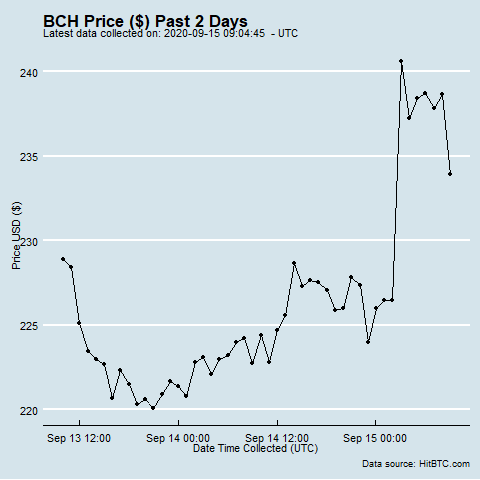 BCH Price ($) Past 2 Days
Latest data collected on: 2020-09-15 09:04:45 - UTC
240
235
230
225
220
Price USD ($)
Sep 13 12:00
Sep 14 00:00
Sep 14 12:00
Sep 15 00:00
Date Time Collected (UTC)
Data source: HitBTC.com